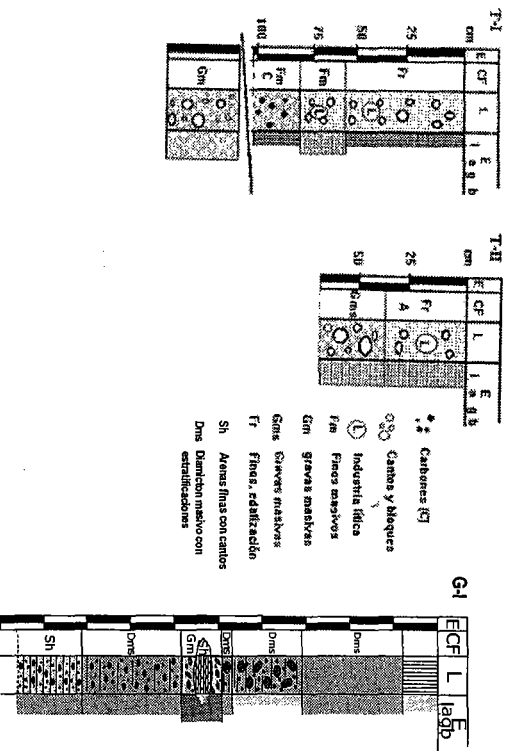 T-I
cm
25
50
75
100
E
CF
L
E
l a g b
Fr
Fm
Fm
C
Gm
T-II
cm
25
50
E
CF
L
E
l a g b
Fr
A
Gms
Carbones [C]
Cantos y bloques
L Industria lítica
Fm Finos masivos
Gm gravas masivas
Gms Gravas masivas
Fr Finos, edafización
Sh Arenas finas con cantos
Dms Diamicton masivo con
estratificaciones
G-I
E
CF
L
E
lagb
Dms
Dms
Dms
Sh
Gm
Dms
Sh